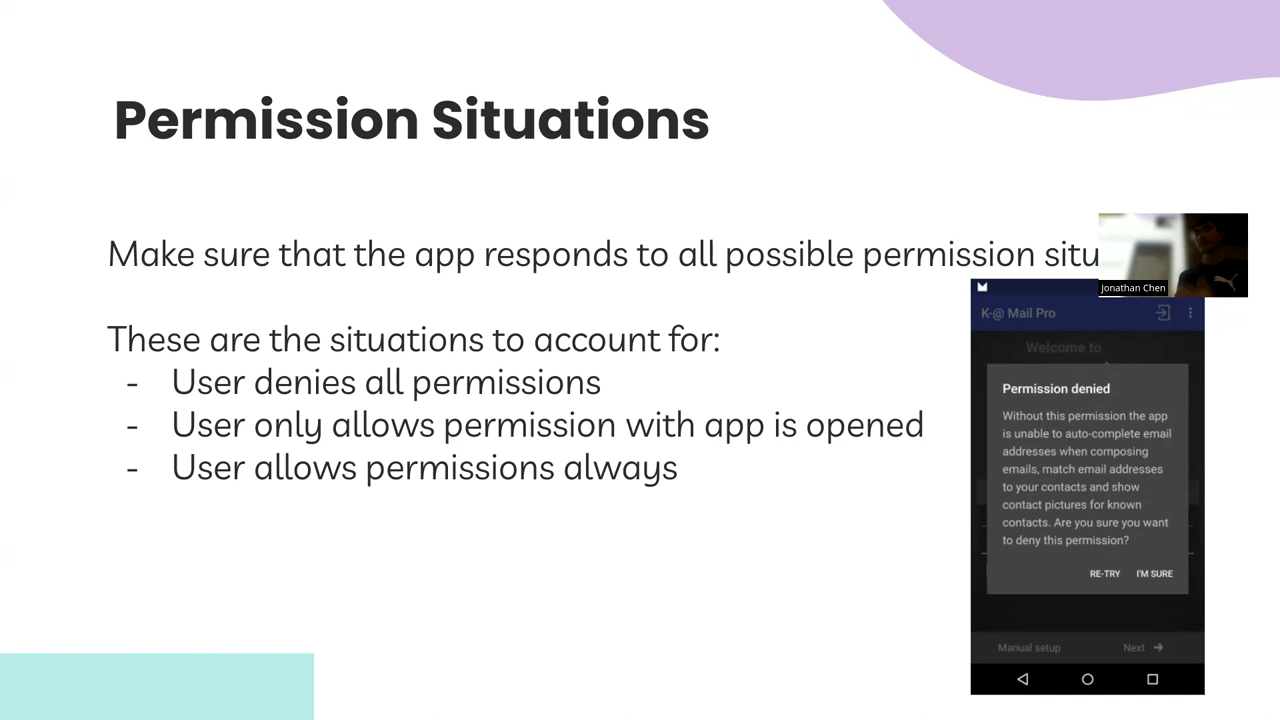 Permission Situations
Make sure that the app responds to all possible permission situ
Jonathan Chen
These are the situations to account for:
- User denies all permissions
- User only allows permission with app is opened
- User allows permissions always
K-@ Mail Pro
Welcome to
Permission denied
Without this permission the app
is unable to auto-complete email
addresses when composing
emails, match email addresses
to your contacts and show
contact pictures for known
contacts. Are you sure you want
to deny this permission?
RE-TRY I'M SURE
Manual setup Next